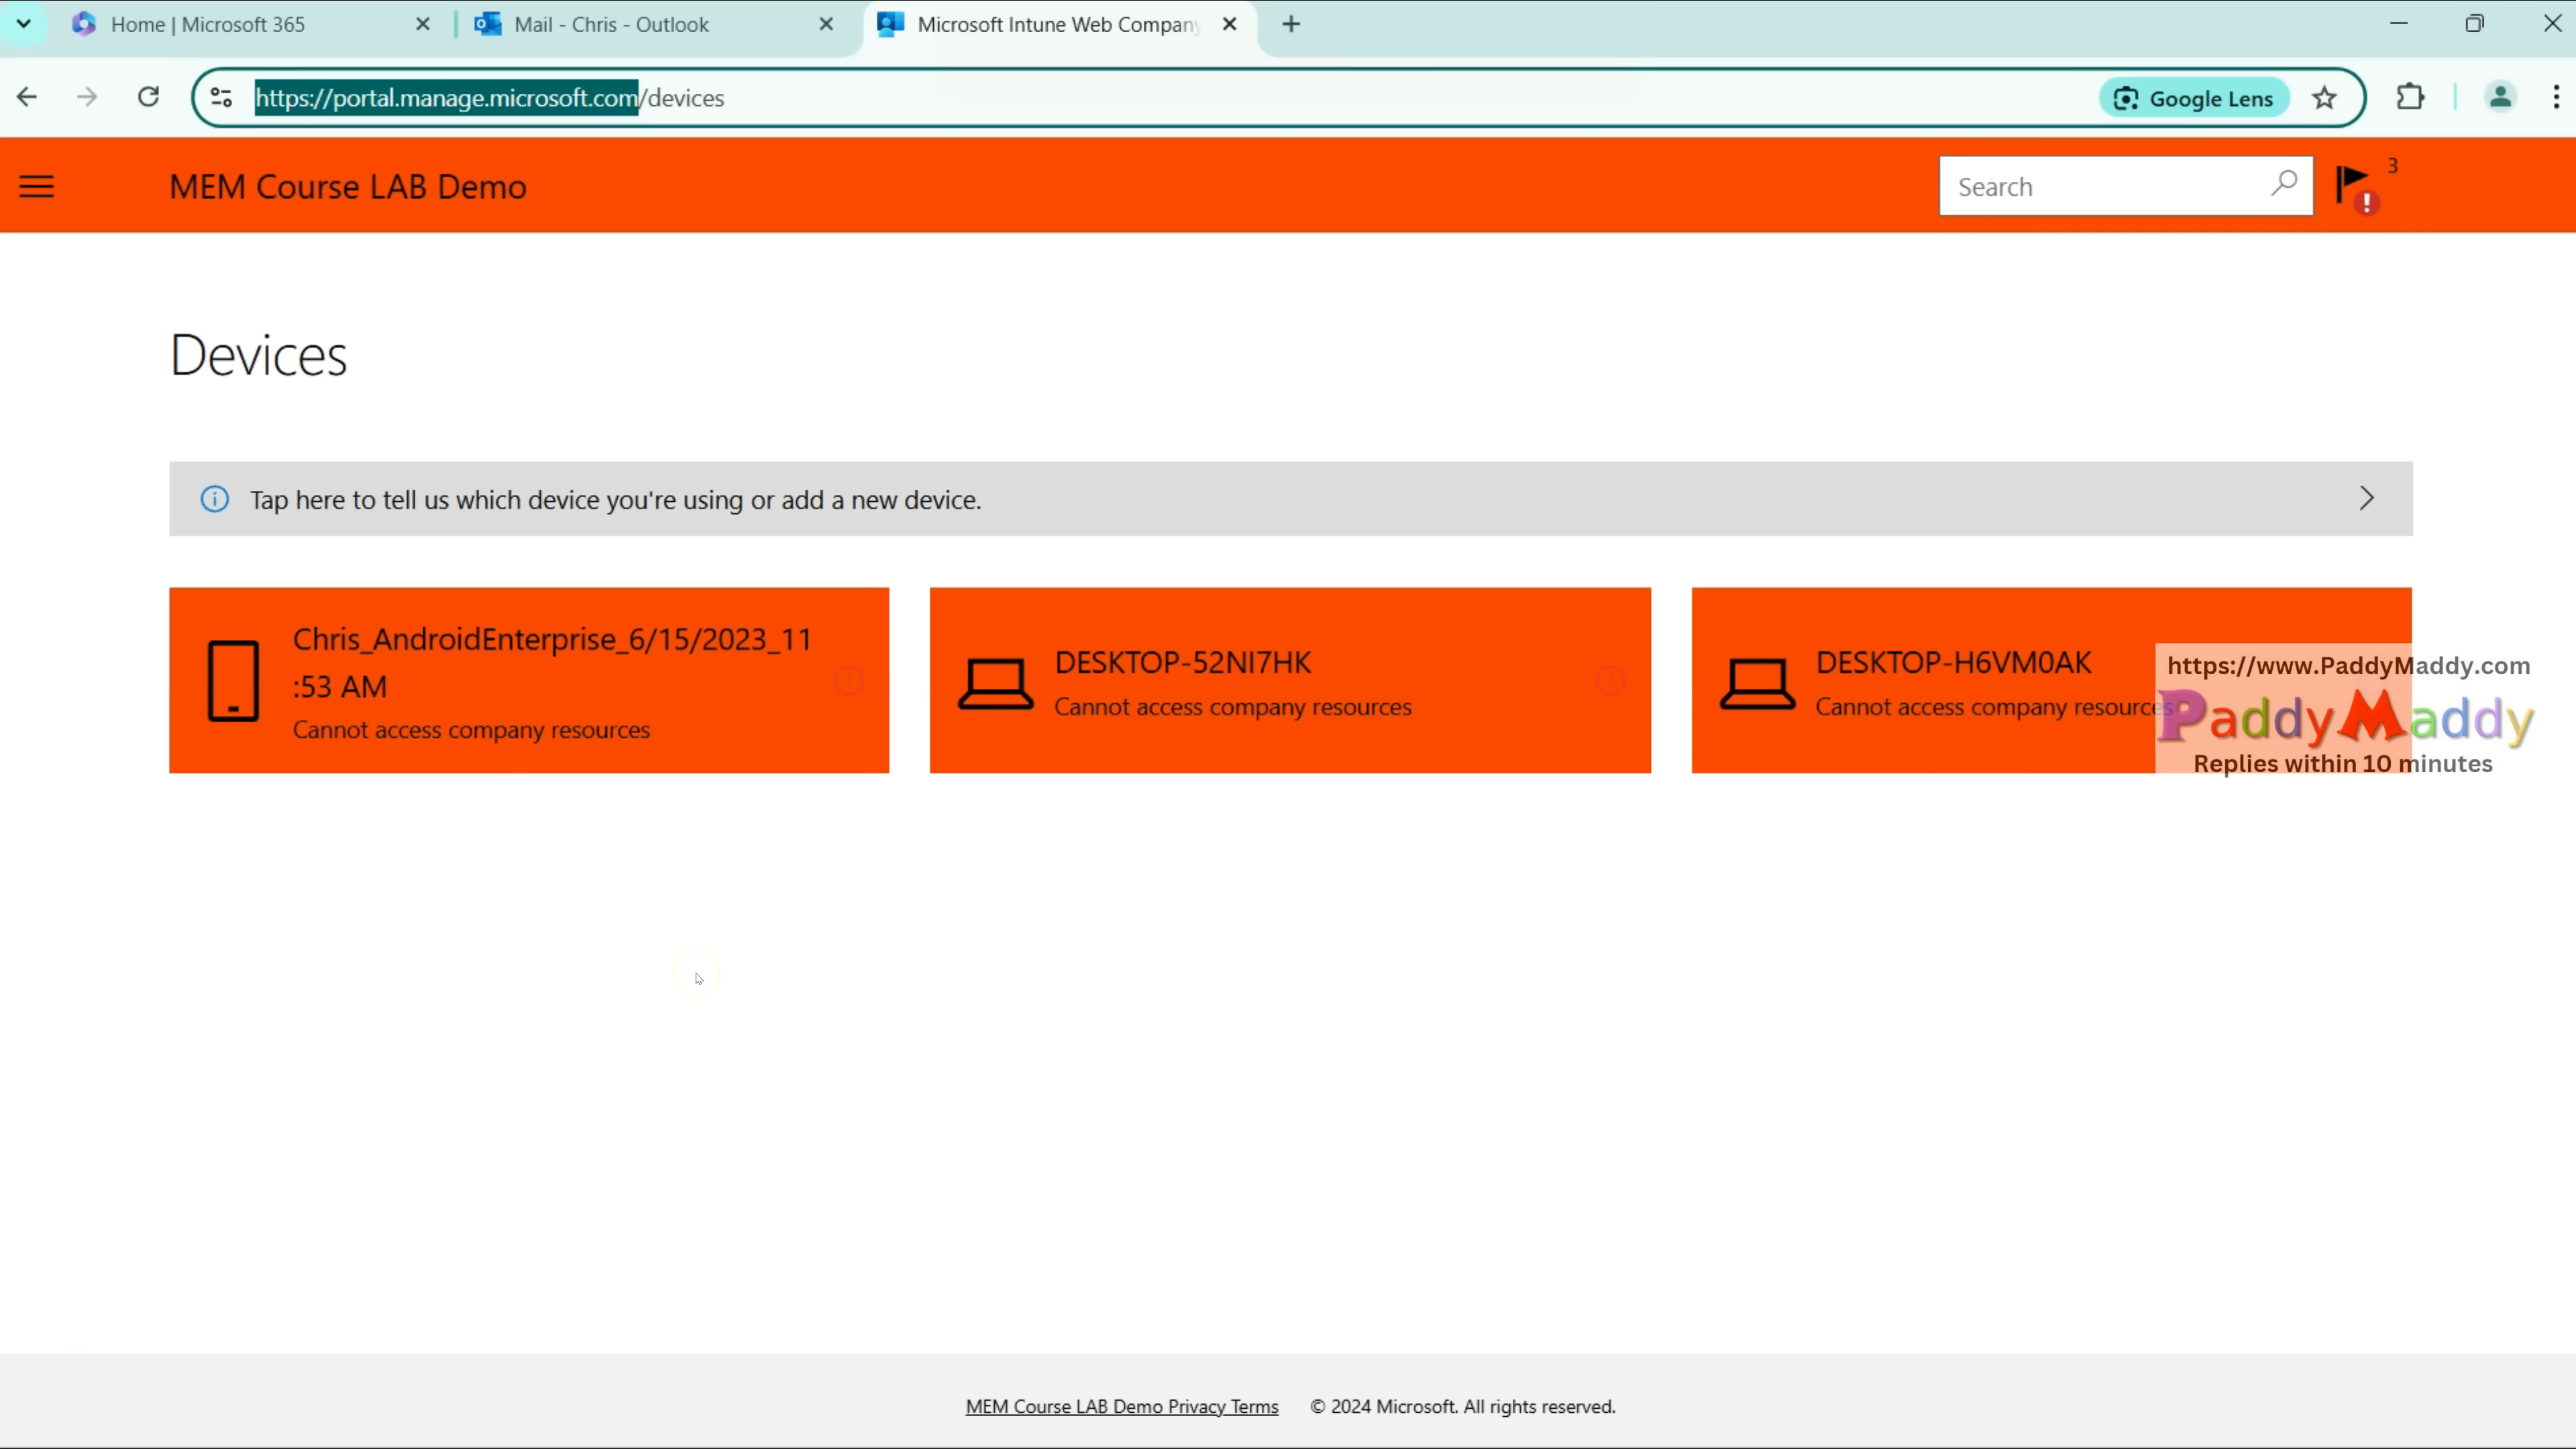 Home | Microsoft 365
Mail - Chris - Outlook
Microsoft Intune Web Company
https://portal.manage.microsoft.com/devices
Google Lens
MEM Course LAB Demo
Search
3
Devices
Tap here to tell us which device you're using or add a new device.
Chris_AndroidEnterprise_6/15/2023_11
:53 AM
Cannot access company resources
DESKTOP-52NI7HK
Cannot access company resources
DESKTOP-H6VM0AK
Cannot access company resources
https://www.PaddyMaddy.com
PaddyMaddy
Replies within 10 minutes
MEM Course LAB Demo Privacy Terms
© 2024 Microsoft. All rights reserved.